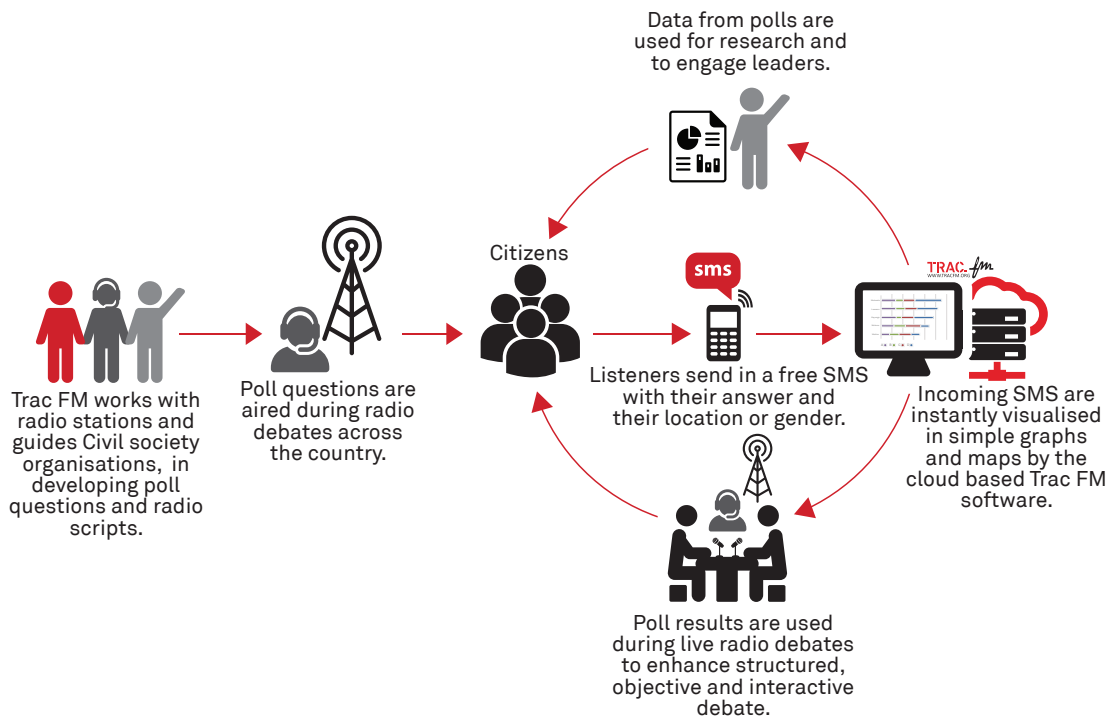 Data from polls are
used for research and
to engage leaders.
Citizens
sms
TRAC. fm
WWW.TRACFM.ORG
Trac FM works with
radio stations and
guides Civil society
organisations, in
developing poll
questions and radio
scripts.
Poll questions are
aired during radio
debates across
the country.
Listeners send in a free SMS
with their answer and
their location or gender.
Incoming SMS are
instantly visualised
in simple graphs
and maps by the
cloud based Trac FM
software.
Poll results are used
during live radio debates
to enhance structured,
objective and interactive
debate.